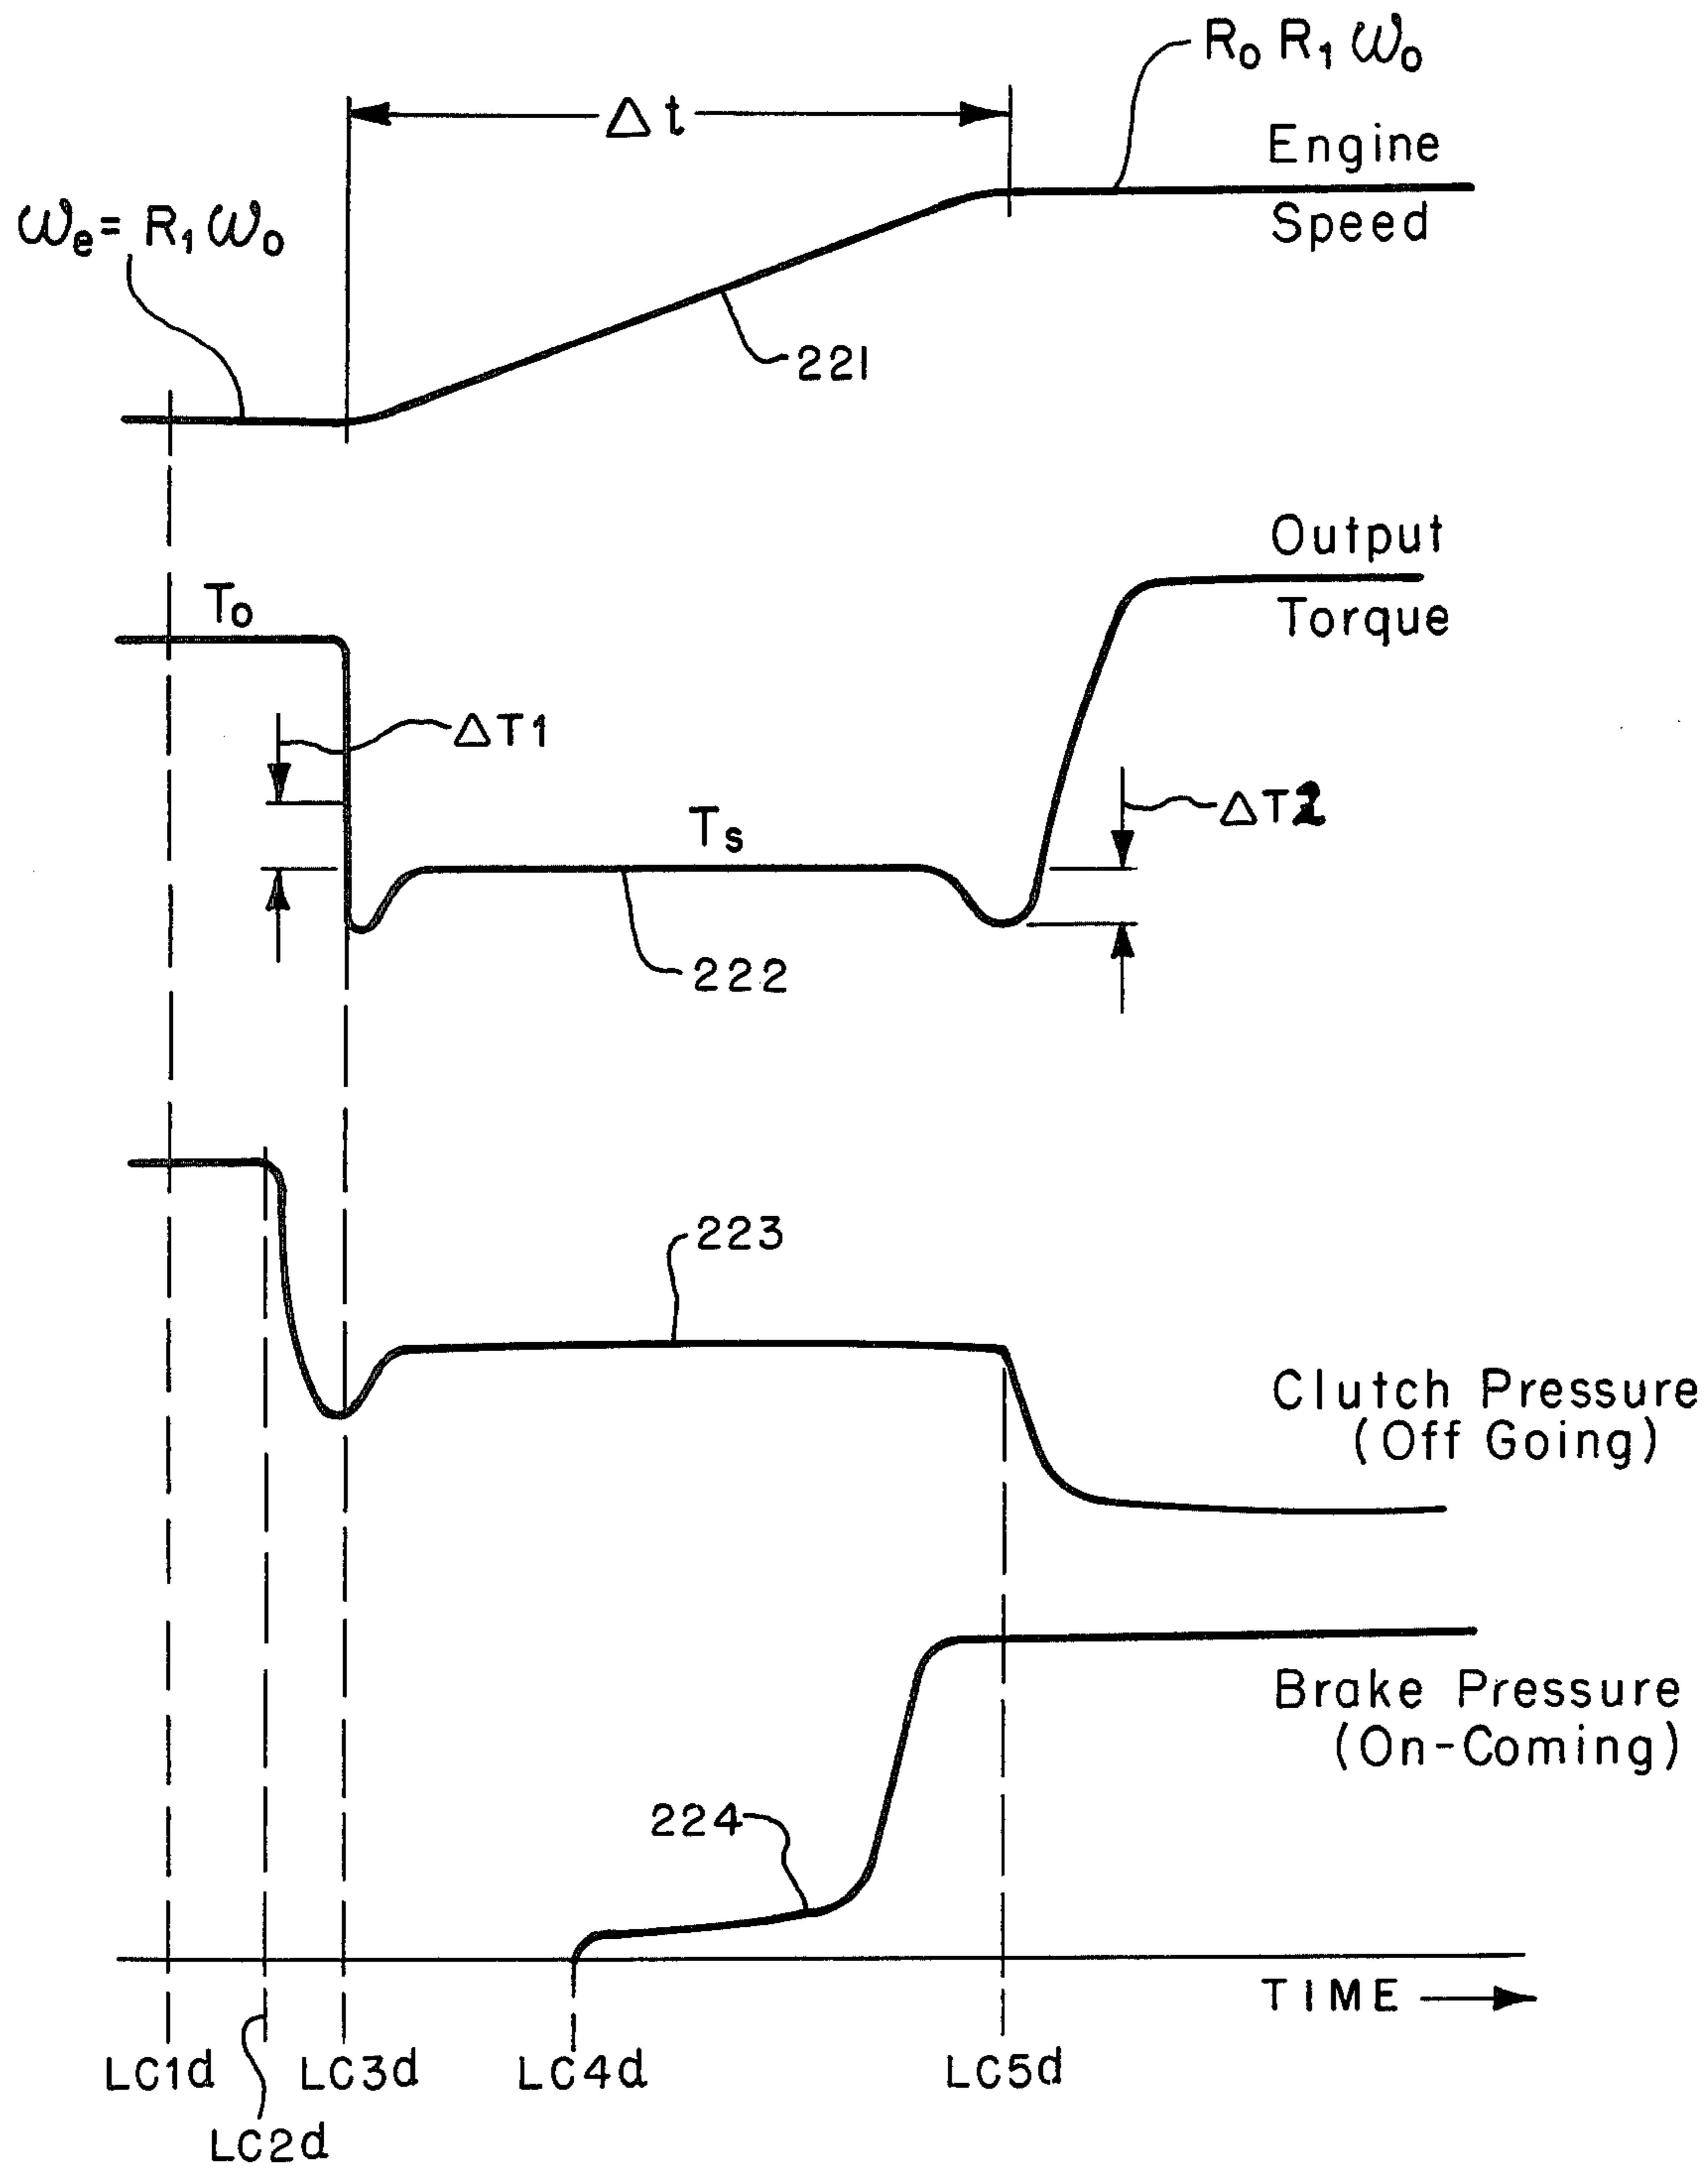 R₀ R₁ ω₀
Δt
Engine
Speed
ωₑ = R₁ ω₀
221
Output
Torque
T₀
ΔT1
ΔT2
Tₛ
222
223
Clutch Pressure
(Off Going)
Brake Pressure
(On-Coming)
224
TIME
LC1d
LC2d
LC3d
LC4d
LC5d